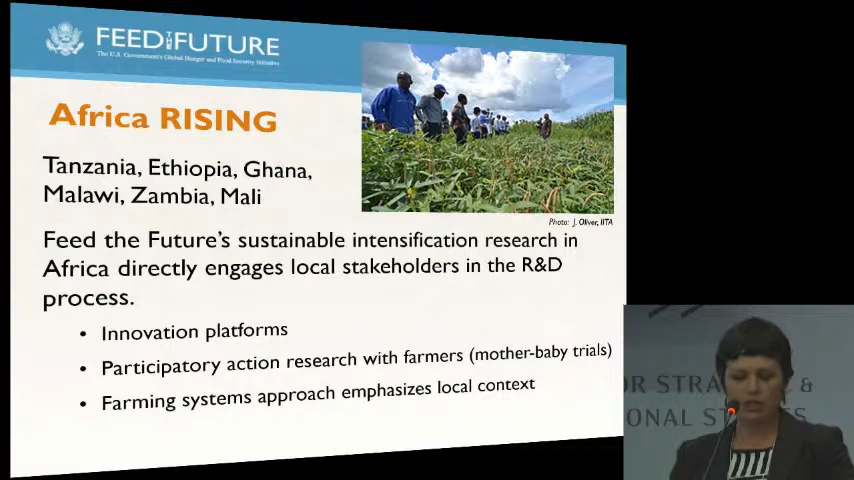 FEED THE FUTURE
The U.S. Government's Global Hunger and Food Security Initiative
Africa RISING
Tanzania, Ethiopia, Ghana,
Malawi, Zambia, Mali
Photo: J. Oliver, IITA
Feed the Future's sustainable intensification research in
Africa directly engages local stakeholders in the R&D
process.
• Innovation platforms
• Participatory action research with farmers (mother-baby trials)
• Farming systems approach emphasizes local context
OR STRA &
ONAL ST ES